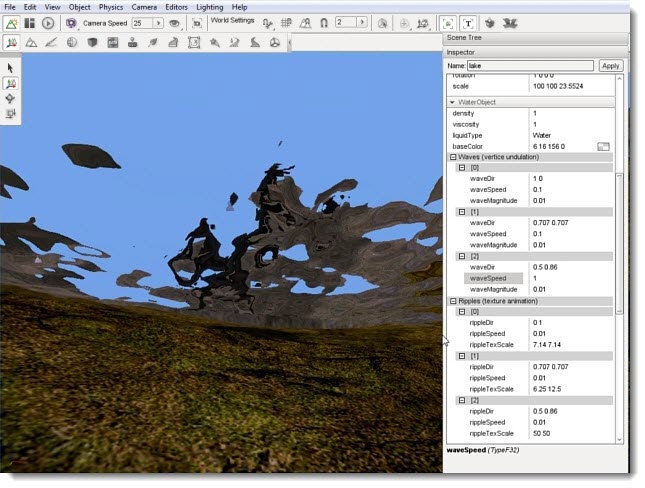 File Edit View Object Physics Camera Editors Lighting Help
Camera Speed 25 World Settings 2
Scene Tree
Inspector
Name: lake Apply
rotation 1 0 0 0
scale 100 100 23.5524
WaterObject
density 1
viscosity 1
liquidType Water
baseColor 6 16 156 0
Waves (vertice undulation)
[0]
waveDir 1 0
waveSpeed 0.1
waveMagnitude 0.01
[1]
waveDir 0.707 0.707
waveSpeed 0.1
waveMagnitude 0.01
[2]
waveDir 0.5 0.86
waveSpeed 1
waveMagnitude 0.01
Ripples (texture animation)
[0]
rippleDir 0 1
rippleSpeed 0.01
rippleTexScale 7.14 7.14
[1]
rippleDir 0.707 0.707
rippleSpeed 0.01
rippleTexScale 6.25 12.5
[2]
rippleDir 0.5 0.86
rippleSpeed 0.01
rippleTexScale 50 50
waveSpeed (TypeF32)